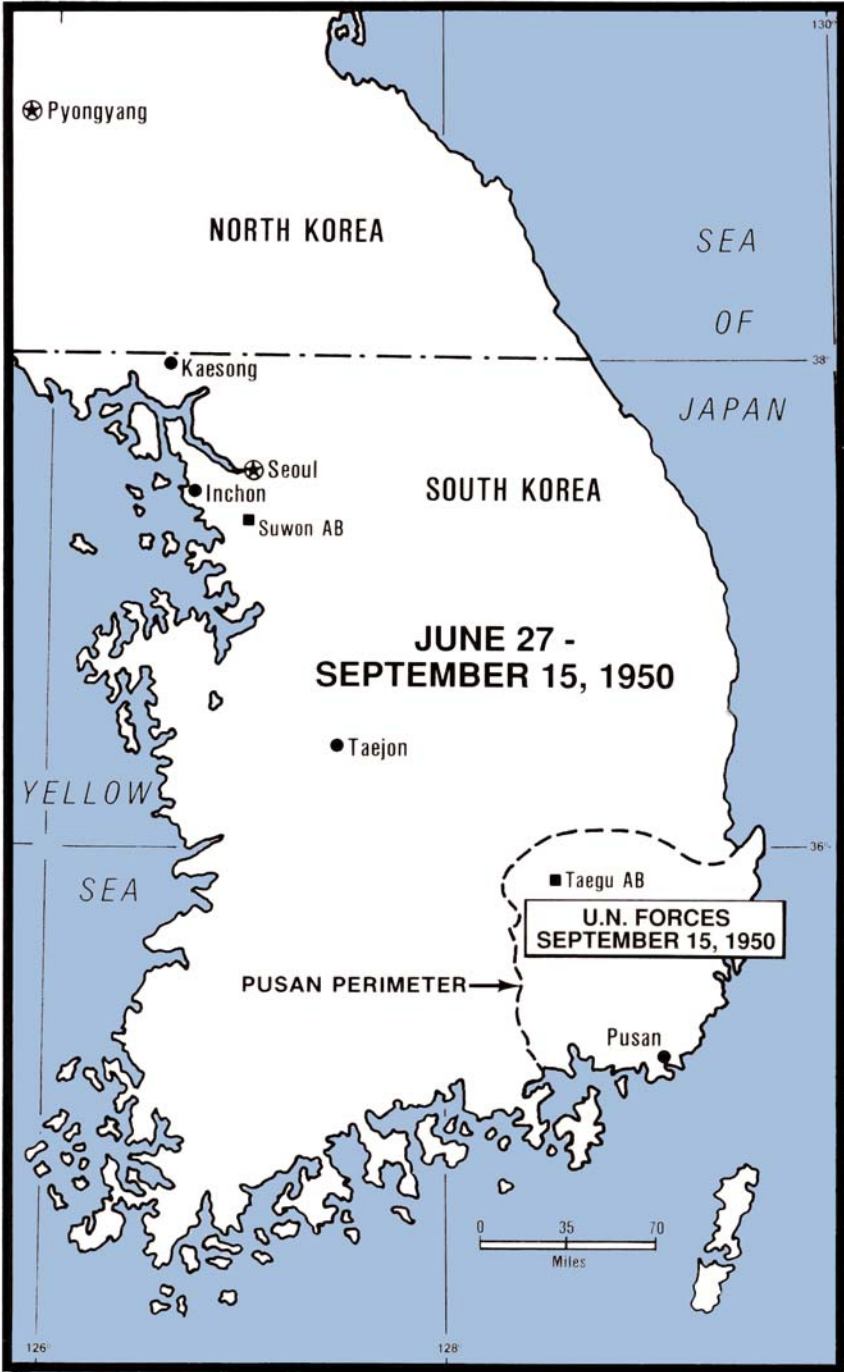 130°
Pyongyang
NORTH KOREA
SEA
OF
JAPAN
38°
Kaesong
Seoul
Inchon
SOUTH KOREA
Suwon AB
JUNE 27 -
SEPTEMBER 15, 1950
Taejon
YELLOW
SEA
36°
Taegu AB
U.N. FORCES
SEPTEMBER 15, 1950
PUSAN PERIMETER
Pusan
0 35 70
Miles
126° 128°